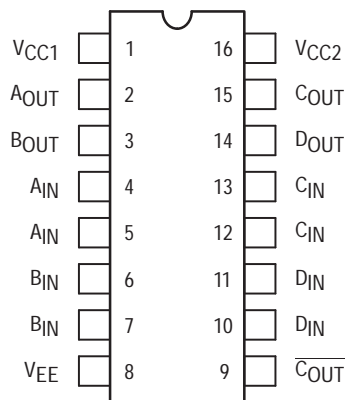 VCC1 1 16 VCC2
AOUT 2 15 COUT
BOUT 3 14 DOUT
AIN 4 13 CIN
AIN 5 12 CIN
BIN 6 11 DIN
BIN 7 10 DIN
VEE 8 9 C̅O̅U̅T̅